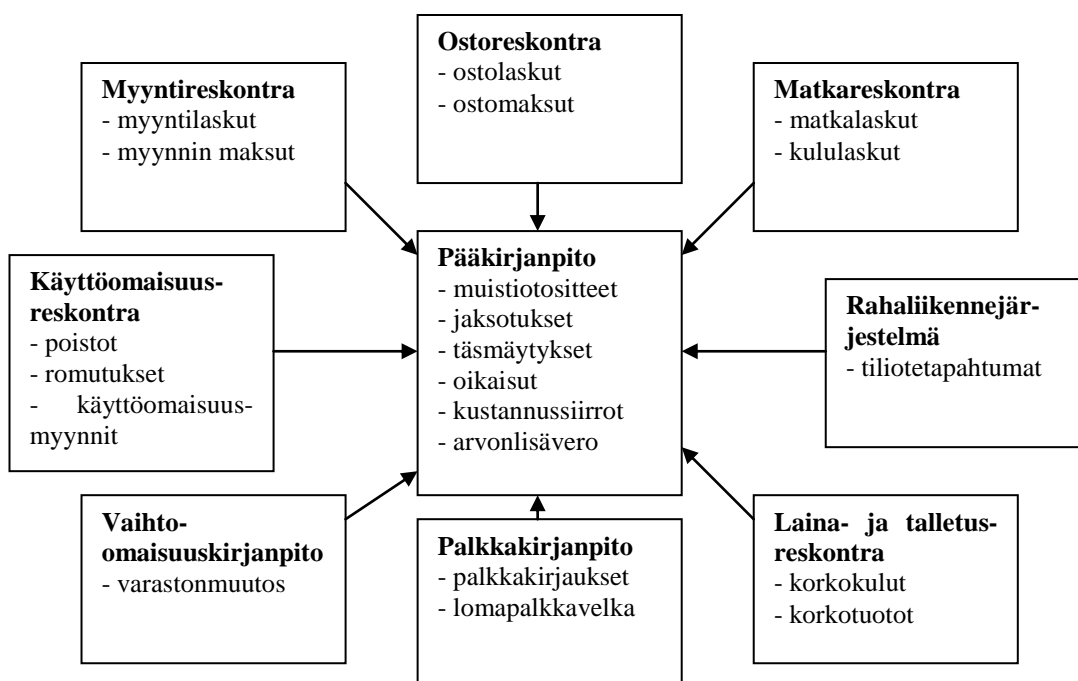 Ostoreskontra
- ostolaskut
- ostomaksut
Myyntireskontra
- myyntilaskut
- myynnin maksut
Matkareskontra
- matkalaskut
- kululaskut
Pääkirjanpito
- muistiotositteet
- jaksotukset
- täsmäytykset
- oikaisut
- kustannussiirrot
- arvonlisävero
Käyttöomaisuus-
reskontra
- poistot
- romutukset
- käyttöomaisuus-
myynnit
Rahaliikennejär-
jestelmä
- tiliotetapahtumat
Vaihto-
omaisuuskirjanpito
- varastonmuutos
Palkkakirjanpito
- palkkakirjaukset
- lomapalkkavelka
Laina- ja talletus-
reskontra
- korkokulut
- korkotuotot